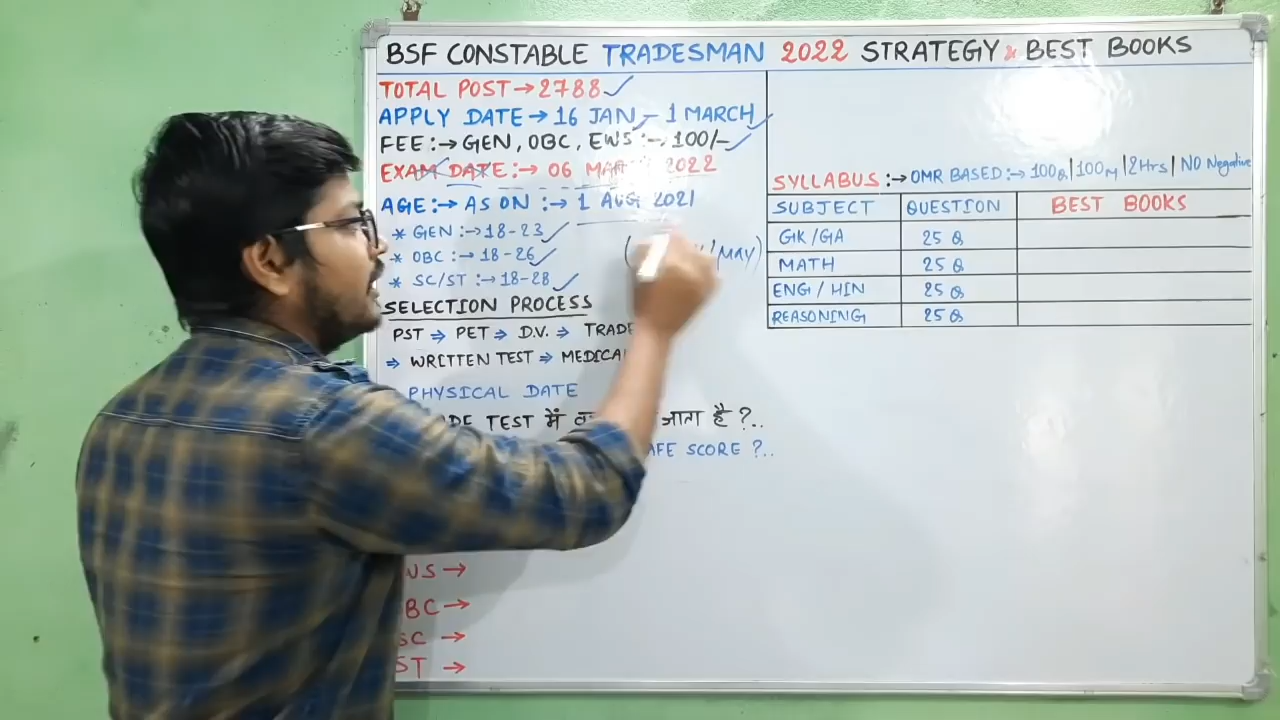 BSF CONSTABLE TRADESMAN 2022 STRATEGY & BEST BOOKS
TOTAL POST → 2788 ✓
APPLY DATE → 16 JAN – 1 MARCH ✓
FEE :→ GEN, OBC, EWS :→ 100/- ✓
EXAM DATE :→ 06 2022
AGE :→ AS ON :→ 1 AUG 2021
* GEN :→ 18-23 ✓
* OBC :→ 18-26 ✓
* SC/ST :→ 18-28 ✓
/MAY)
SELECTION PROCESS
PST ⇒ PET ⇒ D.V. ⇒ TRADE
⇒ WRITTEN TEST ⇒ MEDICAL
PHYSICAL DATE
TEST में जाता है ?..
SCORE ?..
OBC →
SC →
ST →
SYLLABUS :→ OMR BASED :→ 100Q | 100M | 2Hrs | NO Negative
SUBJECT QUESTION BEST BOOKS
GK/GA 25 Q
MATH 25 Q
ENG/HIN 25 Q
REASONING 25 Q